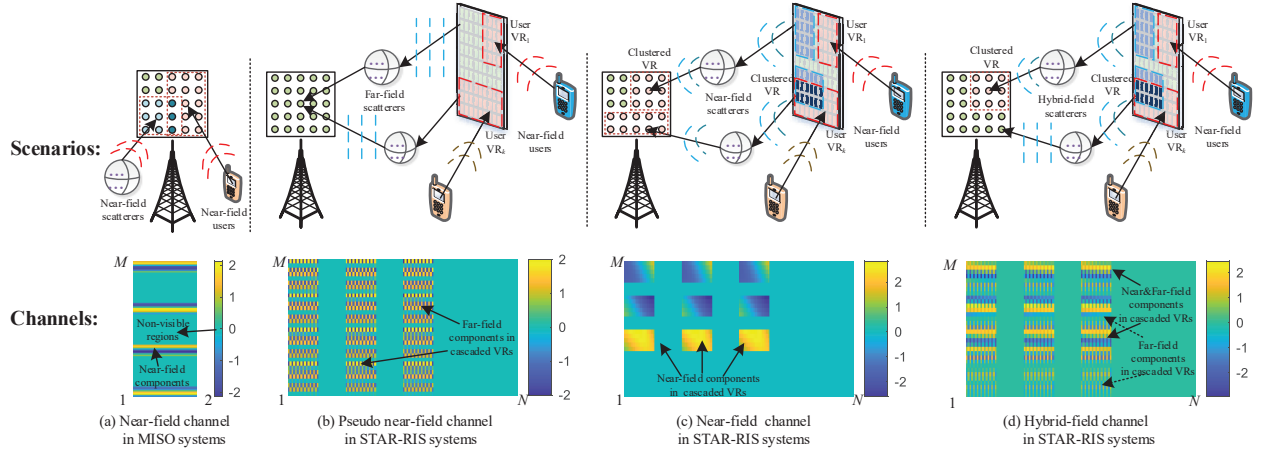 Scenarios:
Near-field
scatterers
Near-field
users
Far-field
scatterers
User
VR1
User
VRk
Near-field
users
Clustered
VR
Clustered
VR
Near-field
scatterers
User
VR1
User
VRk
Near-field
users
Clustered
VR
Clustered
VR
Hybrid-field
scatterers
User
VR1
User
VRk
Near-field
users
Channels:
M
Non-visible
regions
Near-field
components
1
2
2
1
0
-1
-2
M
Far-field
components in
cascaded VRs
1
N
2
1
0
-1
-2
M
Near-field components
in cascaded VRs
1
N
2
1
0
-1
-2
M
Near&Far-field
components
in cascaded VRs
Far-field
components
in cascaded VRs
1
N
2
1
0
-1
-2
(a) Near-field channel
in MISO systems
(b) Pseudo near-field channel
in STAR-RIS systems
(c) Near-field channel
in STAR-RIS systems
(d) Hybrid-field channel
in STAR-RIS systems